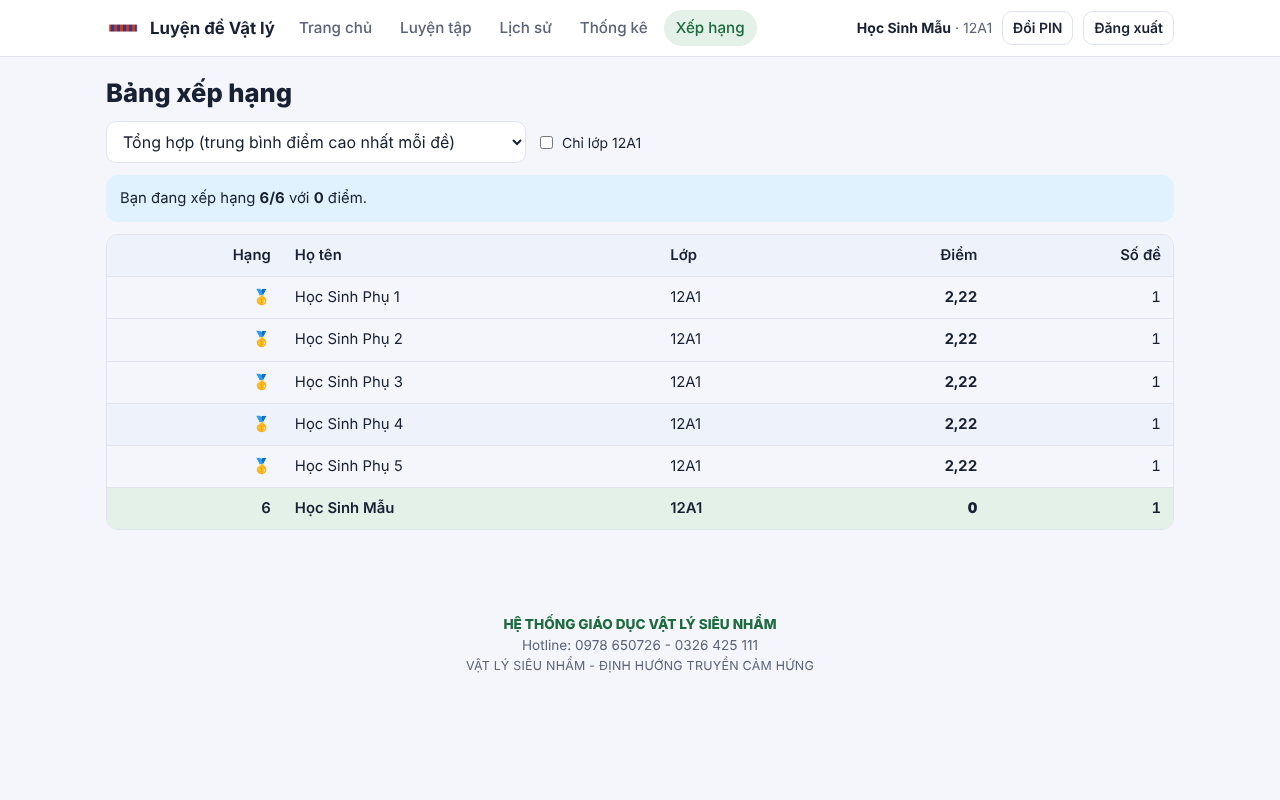 Luyện đề Vật lý Trang chủ Luyện tập Lịch sử Thống kê Xếp hạng Học Sinh Mẫu · 12A1 Đổi PIN Đăng xuất
Bảng xếp hạng
Tổng hợp (trung bình điểm cao nhất mỗi đề) Chỉ lớp 12A1
Bạn đang xếp hạng 6/6 với 0 điểm.
Hạng Họ tên Lớp Điểm Số đề
🥇 Học Sinh Phụ 1 12A1 2,22 1
🥇 Học Sinh Phụ 2 12A1 2,22 1
🥇 Học Sinh Phụ 3 12A1 2,22 1
🥇 Học Sinh Phụ 4 12A1 2,22 1
🥇 Học Sinh Phụ 5 12A1 2,22 1
6 Học Sinh Mẫu 12A1 0 1
HỆ THỐNG GIÁO DỤC VẬT LÝ SIÊU NHẨM
Hotline: 0978 650726 - 0326 425 111
VẬT LÝ SIÊU NHẨM - ĐỊNH HƯỚNG TRUYỀN CẢM HỨNG